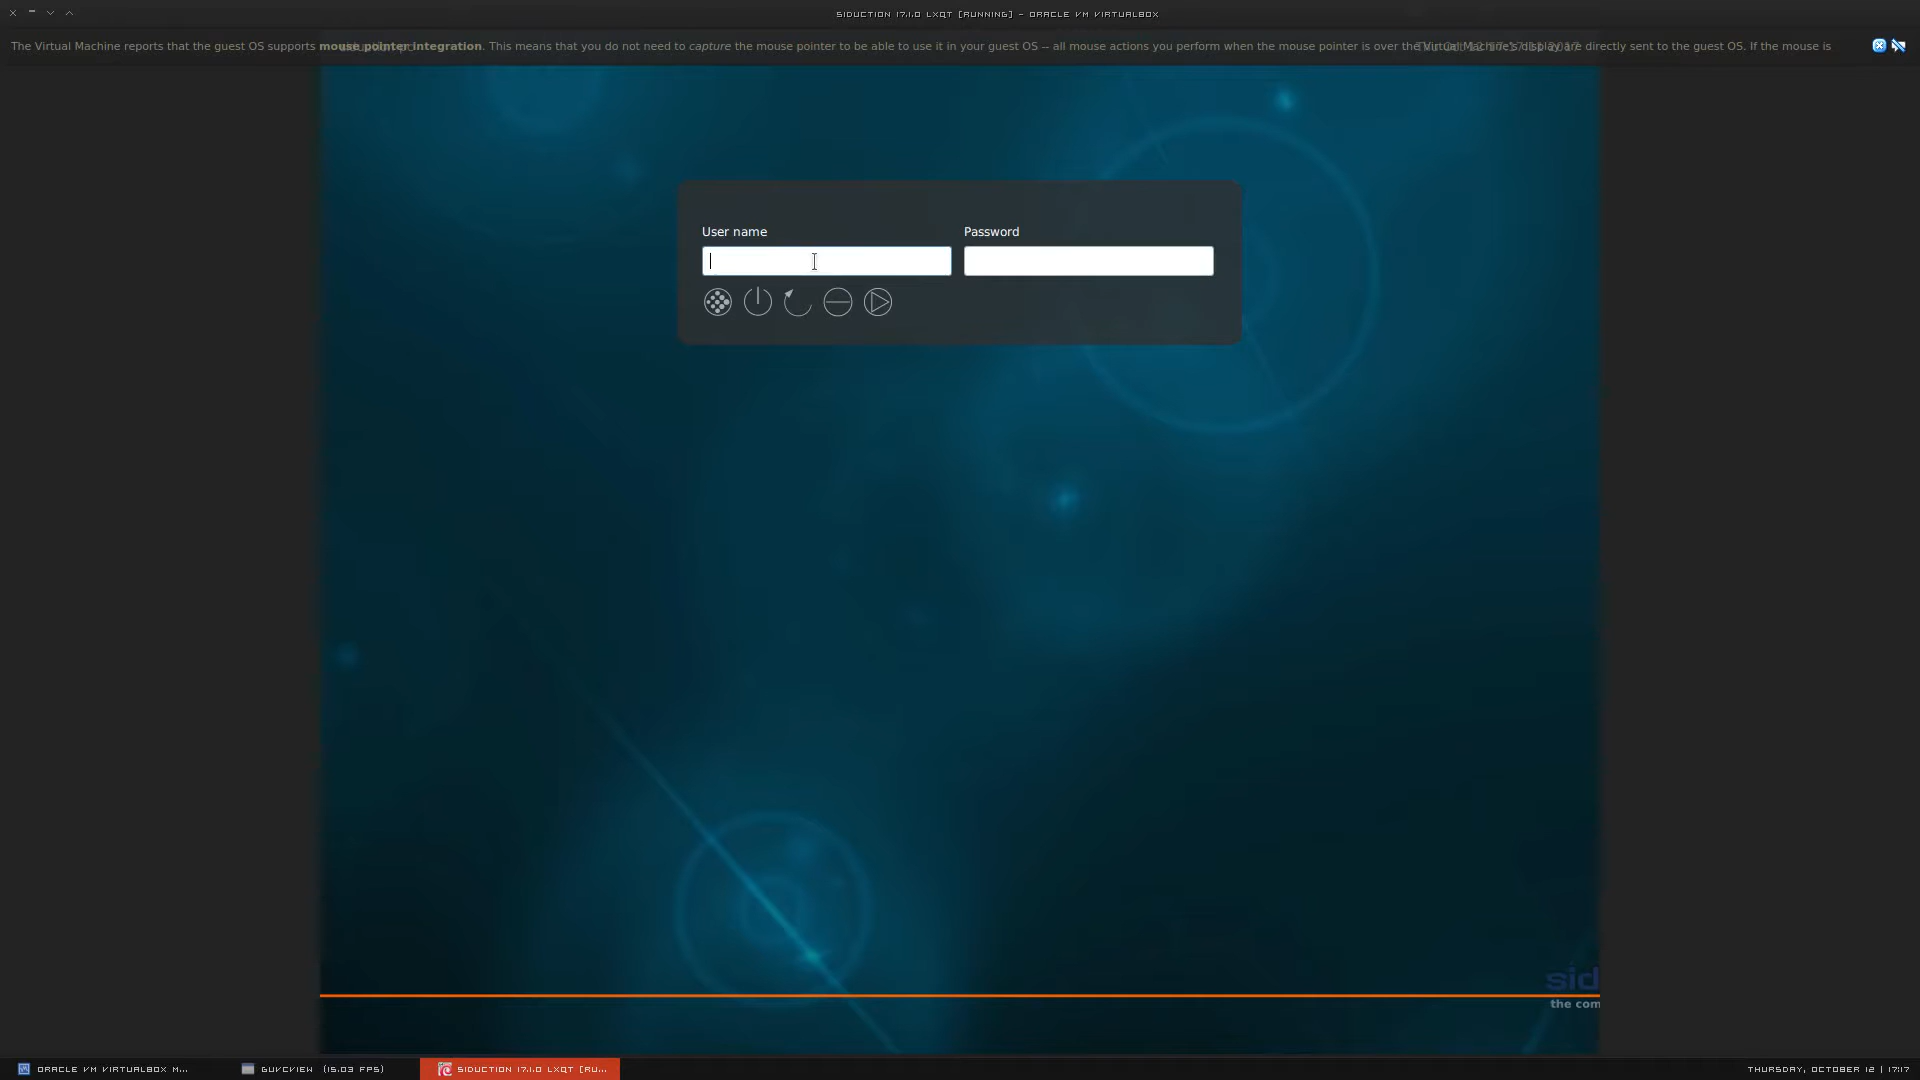 SIDUCTION 17.1.0 LXQT [RUNNING] - ORACLE VM VIRTUALBOX
The Virtual Machine reports that the guest OS supports mouse pointer integration. This means that you do not need to capture the mouse pointer to be able to use it in your guest OS -- all mouse actions you perform when the mouse pointer is over the Virtual Machine's display are directly sent to the guest OS. If the mouse is
User name
Password
sid
the com
ORACLE VM VIRTUALBOX M...
GUVCVIEW (15.03 FPS)
SIDUCTION 17.1.0 LXQT [RU...
THURSDAY, OCTOBER 12 | 17:17